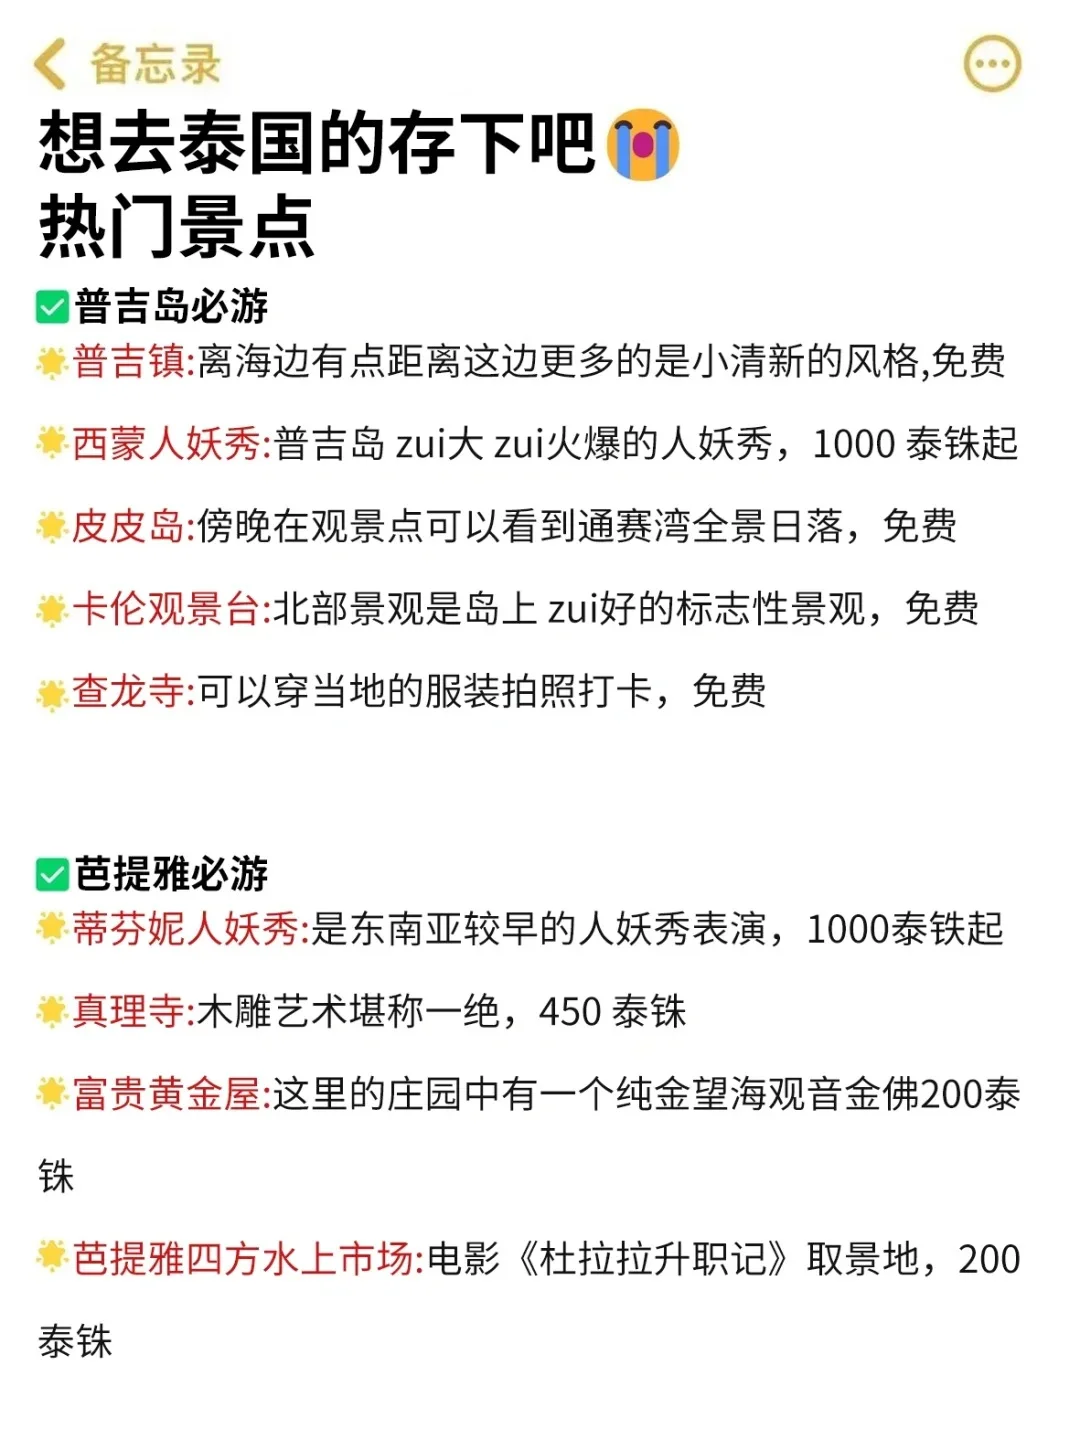 备忘录
想去泰国的存下吧😭
热门景点
✅普吉岛必游
🌟普吉镇:离海边有点距离这边更多的是小清新的风格,免费
🌟西蒙人妖秀:普吉岛 zui大 zui火爆的人妖秀，1000 泰铢起
🌟皮皮岛:傍晚在观景点可以看到通赛湾全景日落，免费
🌟卡伦观景台:北部景观是岛上 zui好的标志性景观，免费
🌟查龙寺:可以穿当地的服装拍照打卡，免费
✅芭提雅必游
🌟蒂芬妮人妖秀:是东南亚较早的人妖秀表演，1000泰铁起
🌟真理寺:木雕艺术堪称一绝，450 泰铢
🌟富贵黄金屋:这里的庄园中有一个纯金望海观音金佛200泰
铢
🌟芭提雅四方水上市场:电影《杜拉拉升职记》取景地，200
泰铢